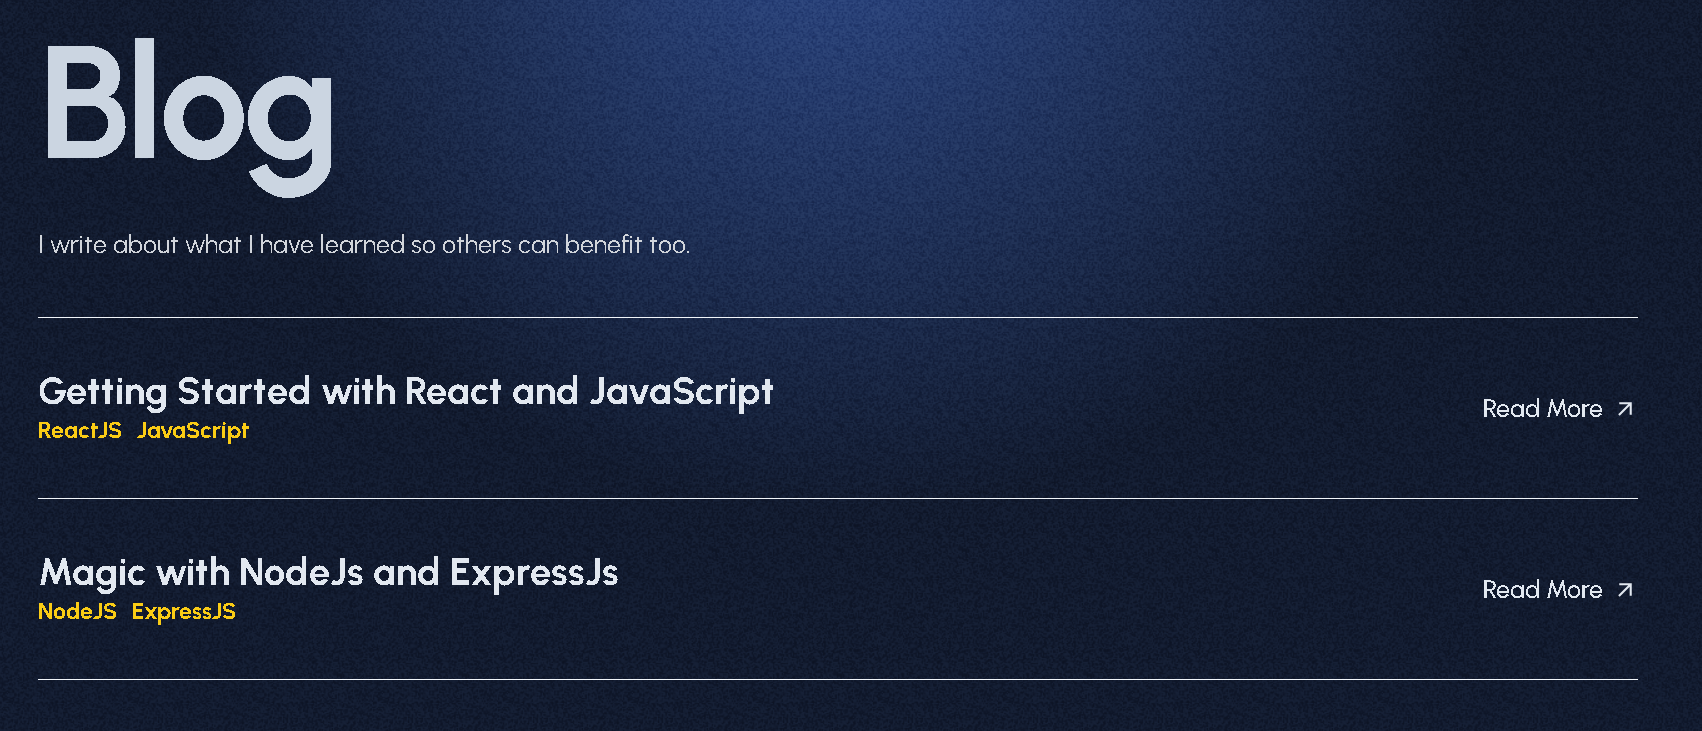 Blog
I write about what I have learned so others can benefit too.
Getting Started with React and JavaScript
ReactJS JavaScript
Read More
Magic with NodeJs and ExpressJs
NodeJS ExpressJS
Read More